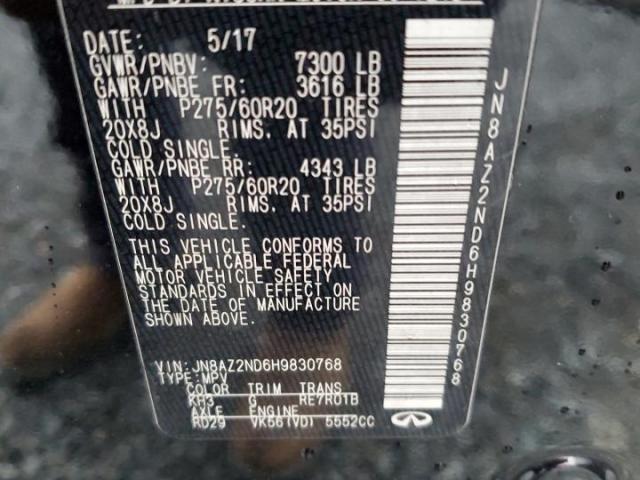 DATE: 5/17
GVWR/PNBV: 7300 LB
GAWR/PNBE FR: 3616 LB
WITH P275/60R20 TIRES
20X8J RIMS. AT 35PSI
COLD SINGLE.
GAWR/PNBE RR: 4343 LB
WITH P275/60R20 TIRES
20X8J RIMS. AT 35PSI
COLD SINGLE.
THIS VEHICLE CONFORMS TO
ALL APPLICABLE FEDERAL
MOTOR VEHICLE SAFETY
STANDARDS IN EFFECT ON
THE DATE OF MANUFACTURE
SHOWN ABOVE.
VIN: JN8AZ2ND6H9830768
TYPE: MPV
COLOR TRIM TRANS
KH3 G RE7R01B
AXLE ENGINE
RD29 VK56(VD) 5552CC
JN8AZ2ND6H9830768